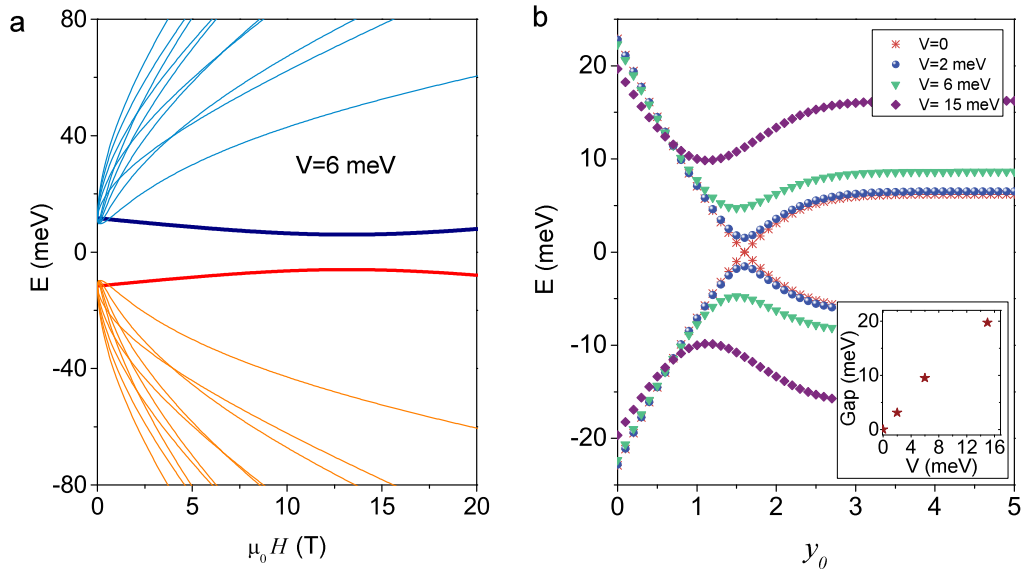 a
80
40
0
-40
-80
E (meV)
V=6 meV
0 5 10 15 20
μ0H (T)
b
20
10
0
-10
-20
E (meV)
V=0
V=2 meV
V= 6 meV
V= 15 meV
20
10
0
Gap (meV)
0 4 8 12 16
V (meV)
0 1 2 3 4 5
y0